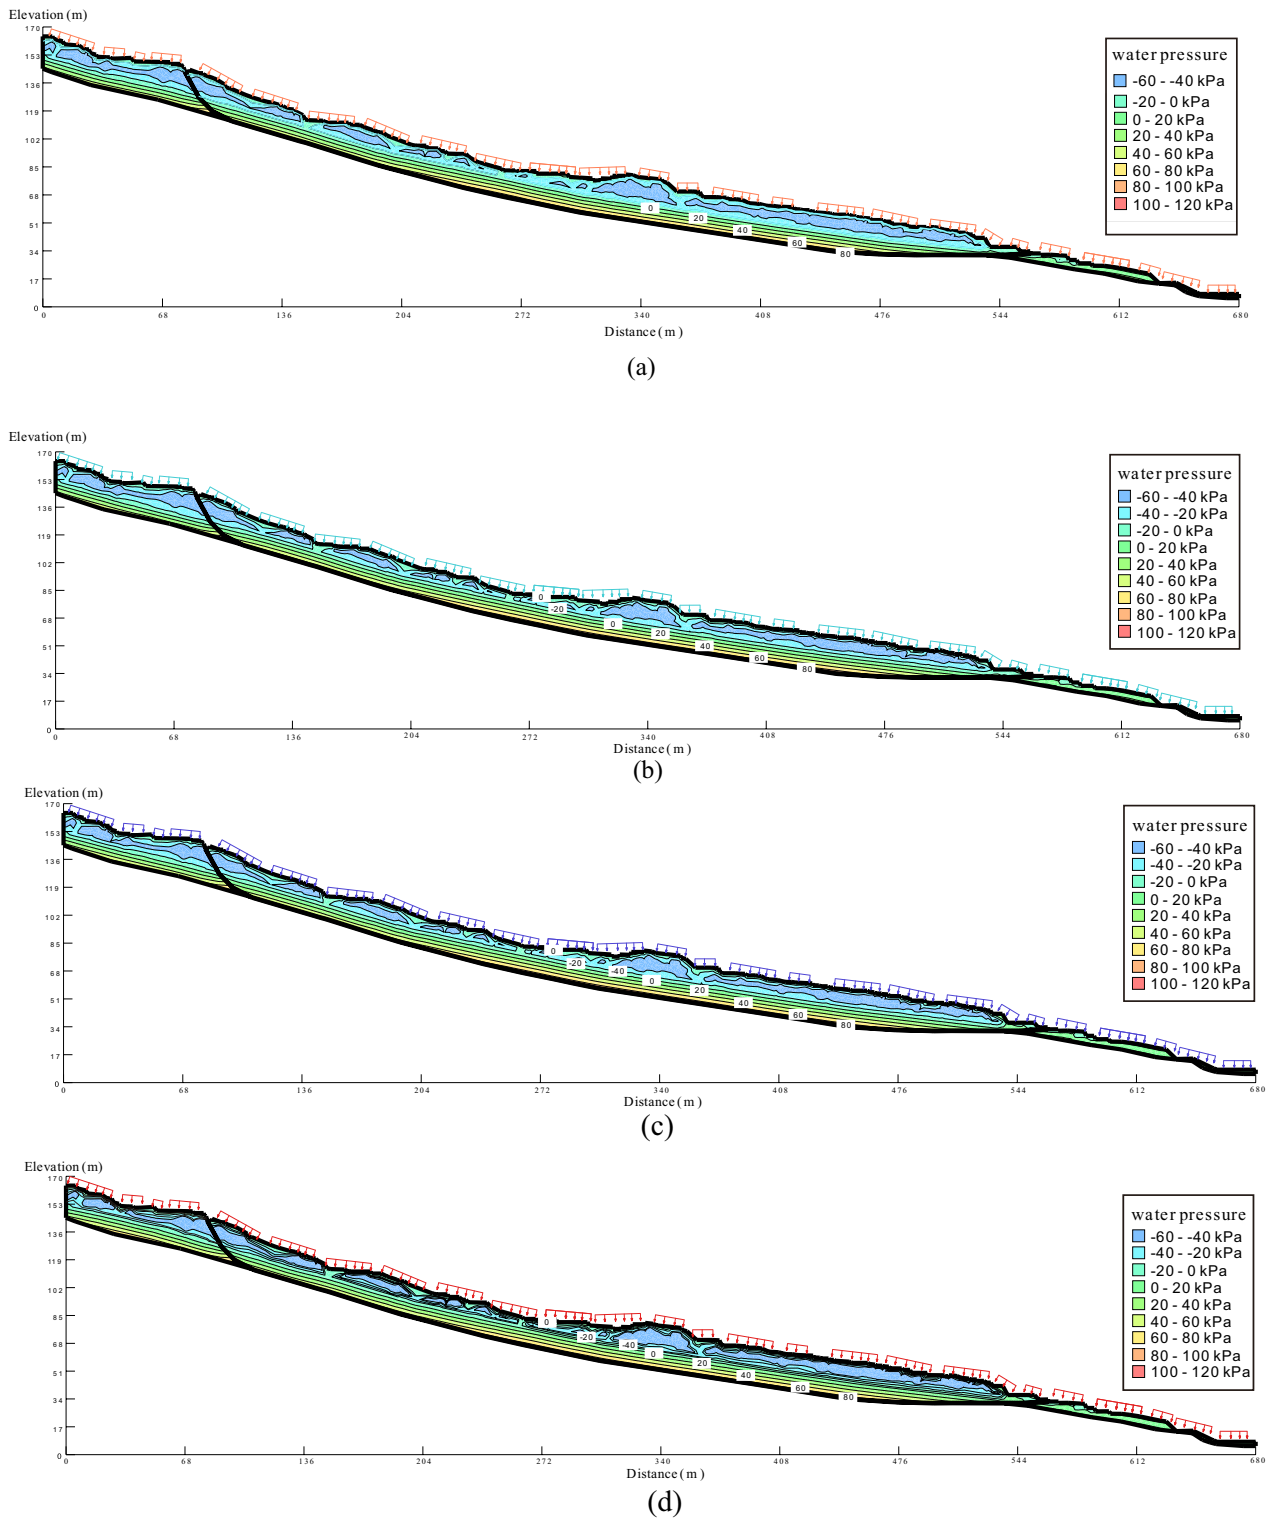 Elevation (m)
170
153
136
119
102
85
68
51
34
17
0
0 68 136 204 272 340 408 476 544 612 680
Distance ( m )
0 20 40 60 80
water pressure
-60 - -40 kPa
-20 - 0 kPa
0 - 20 kPa
20 - 40 kPa
40 - 60 kPa
60 - 80 kPa
80 - 100 kPa
100 - 120 kPa
(a)
Elevation (m)
170
153
136
119
102
85
68
51
34
17
0
0 68 136 204 272 340 408 476 544 612 680
Distance ( m )
0 -20 0 20 40 60 80
water pressure
-60 - -40 kPa
-40 - -20 kPa
-20 - 0 kPa
0 - 20 kPa
20 - 40 kPa
40 - 60 kPa
60 - 80 kPa
80 - 100 kPa
100 - 120 kPa
(b)
Elevation (m)
170
153
136
119
102
85
68
51
34
17
0
0 68 136 204 272 340 408 476 544 612 680
Distance ( m )
0 -20 -40 0 20 40 60 80
water pressure
-60 - -40 kPa
-40 - -20 kPa
-20 - 0 kPa
0 - 20 kPa
20 - 40 kPa
40 - 60 kPa
60 - 80 kPa
80 - 100 kPa
100 - 120 kPa
(c)
Elevation (m)
170
153
136
119
102
85
68
51
34
17
0
0 68 136 204 272 340 408 476 544 612 680
Distance ( m )
0 -20 -40 0 20 40 60 80
water pressure
-60 - -40 kPa
-40 - -20 kPa
-20 - 0 kPa
0 - 20 kPa
20 - 40 kPa
40 - 60 kPa
60 - 80 kPa
80 - 100 kPa
100 - 120 kPa
(d)